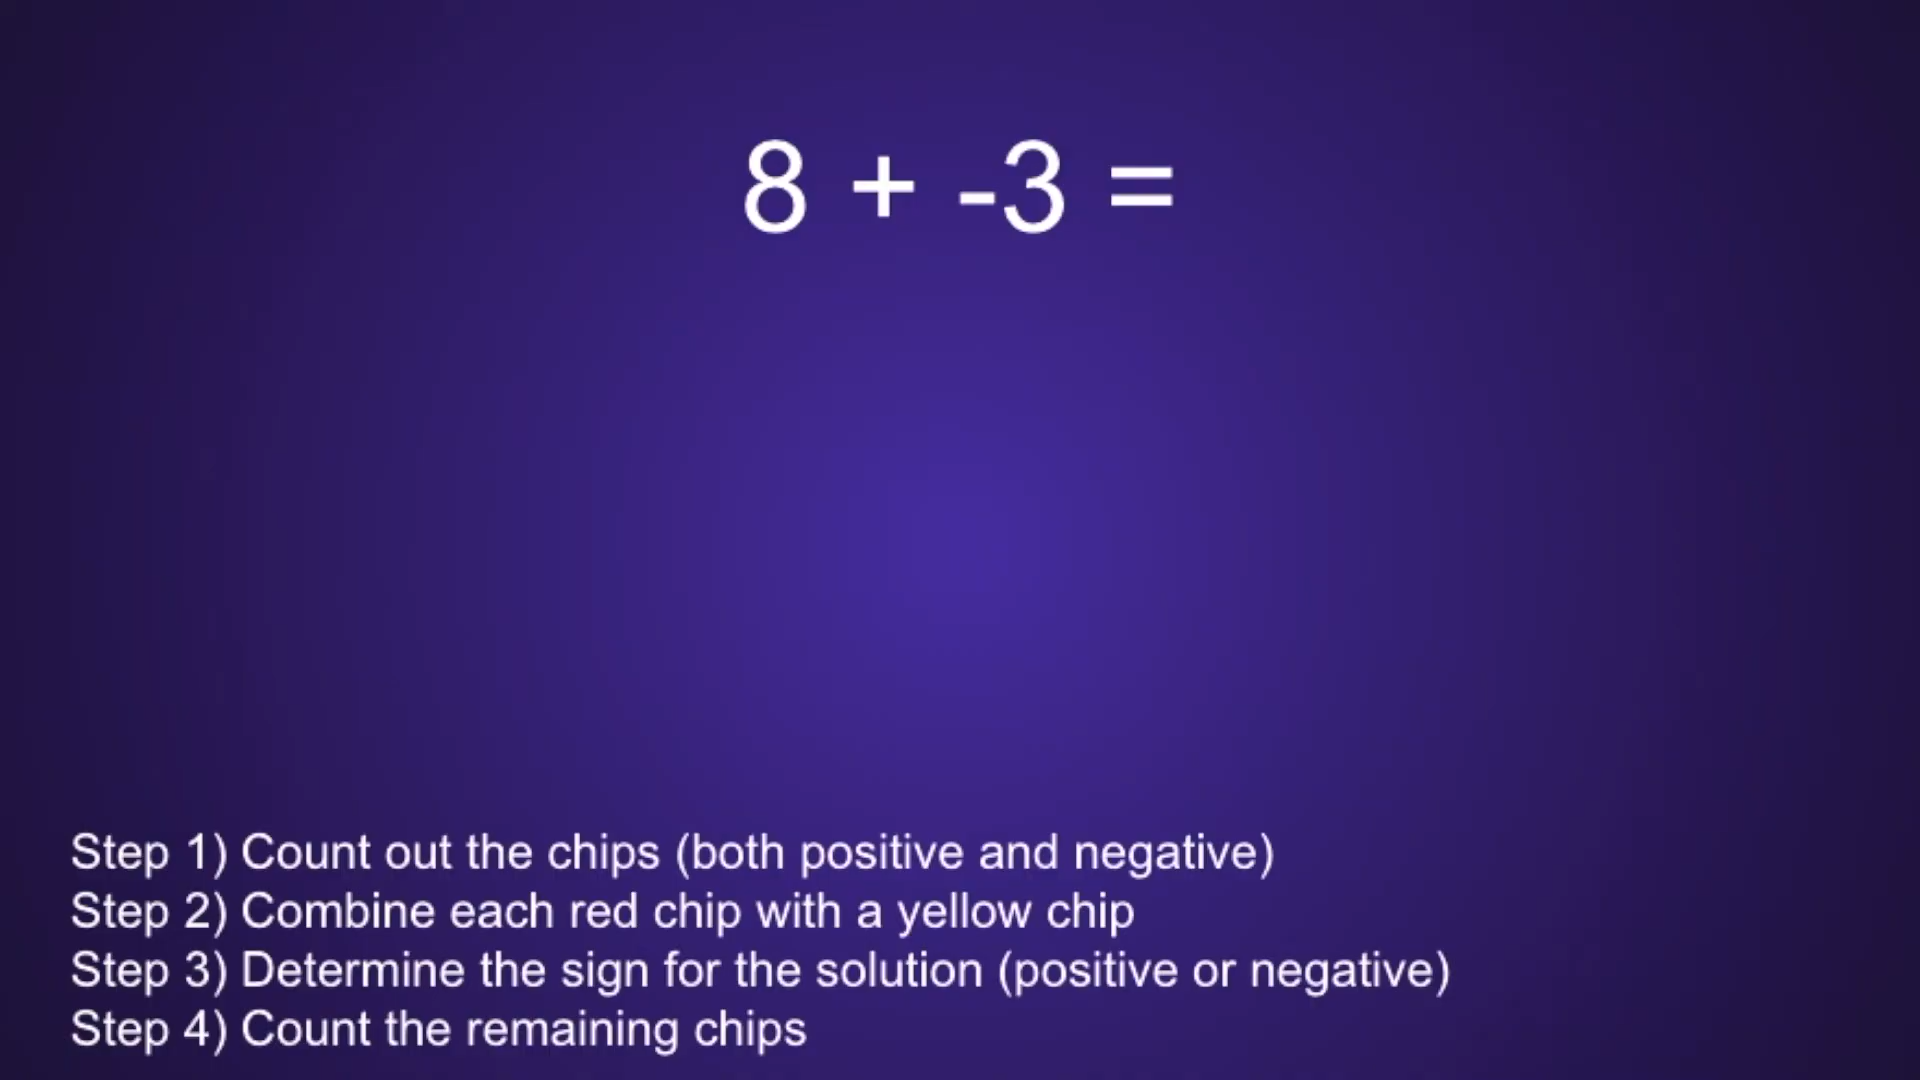 8 + -3 =
Step 1) Count out the chips (both positive and negative)
Step 2) Combine each red chip with a yellow chip
Step 3) Determine the sign for the solution (positive or negative)
Step 4) Count the remaining chips